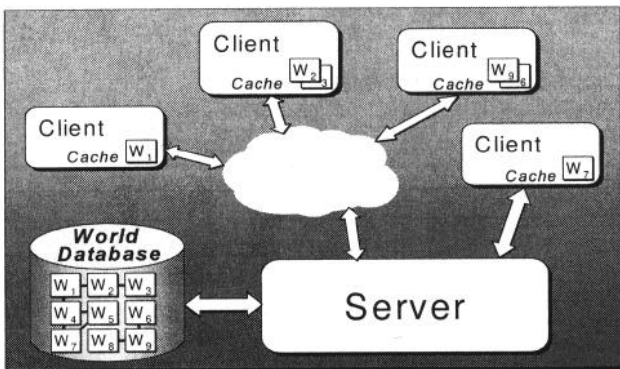 Client
Cache W2 3
Client
Cache W9 6
Client
Cache W1
Client
Cache W7
World
Database
W1 W2 W3
W4 W5 W6
W7 W8 W9
Server